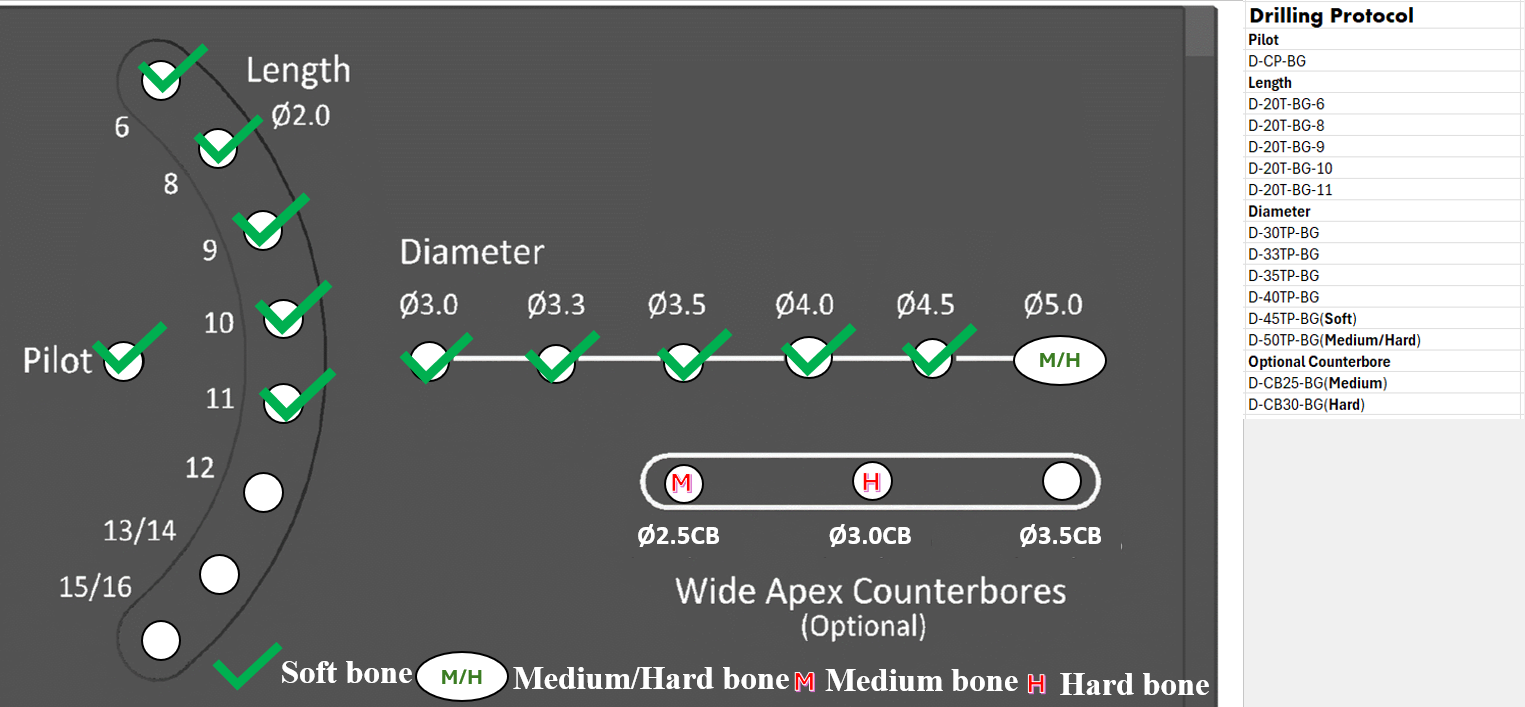 Length
Ø2.0
6
8
9
10
11
12
13/14
15/16
Pilot
Diameter
Ø3.0 Ø3.3 Ø3.5 Ø4.0 Ø4.5 Ø5.0
M/H
M H
Ø2.5CB Ø3.0CB Ø3.5CB
Wide Apex Counterbores
(Optional)
Soft bone M/H Medium/Hard bone M Medium bone H Hard bone
Drilling Protocol
Pilot
D-CP-BG
Length
D-20T-BG-6
D-20T-BG-8
D-20T-BG-9
D-20T-BG-10
D-20T-BG-11
Diameter
D-30TP-BG
D-33TP-BG
D-35TP-BG
D-40TP-BG
D-45TP-BG(Soft)
D-50TP-BG(Medium/Hard)
Optional Counterbore
D-CB25-BG(Medium)
D-CB30-BG(Hard)